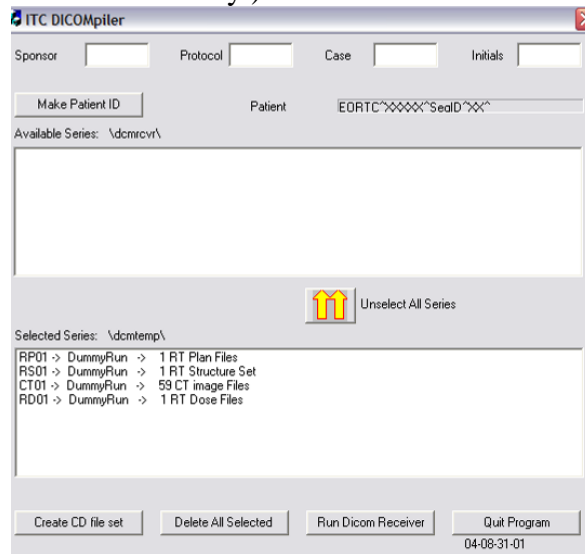 ITC DICOMpiler
Sponsor Protocol Case Initials
Make Patient ID Patient EORTC^XXXXX^SeqID^XX^
Available Series: \dcmrcvr\
Unselect All Series
Selected Series: \dcmtemp\
RP01 -> DummyRun -> 1 RT Plan Files
RS01 -> DummyRun -> 1 RT Structure Set
CT01 -> DummyRun -> 59 CT image Files
RD01 -> DummyRun -> 1 RT Dose Files
Create CD file set Delete All Selected Run Dicom Receiver Quit Program
04-08-31-01